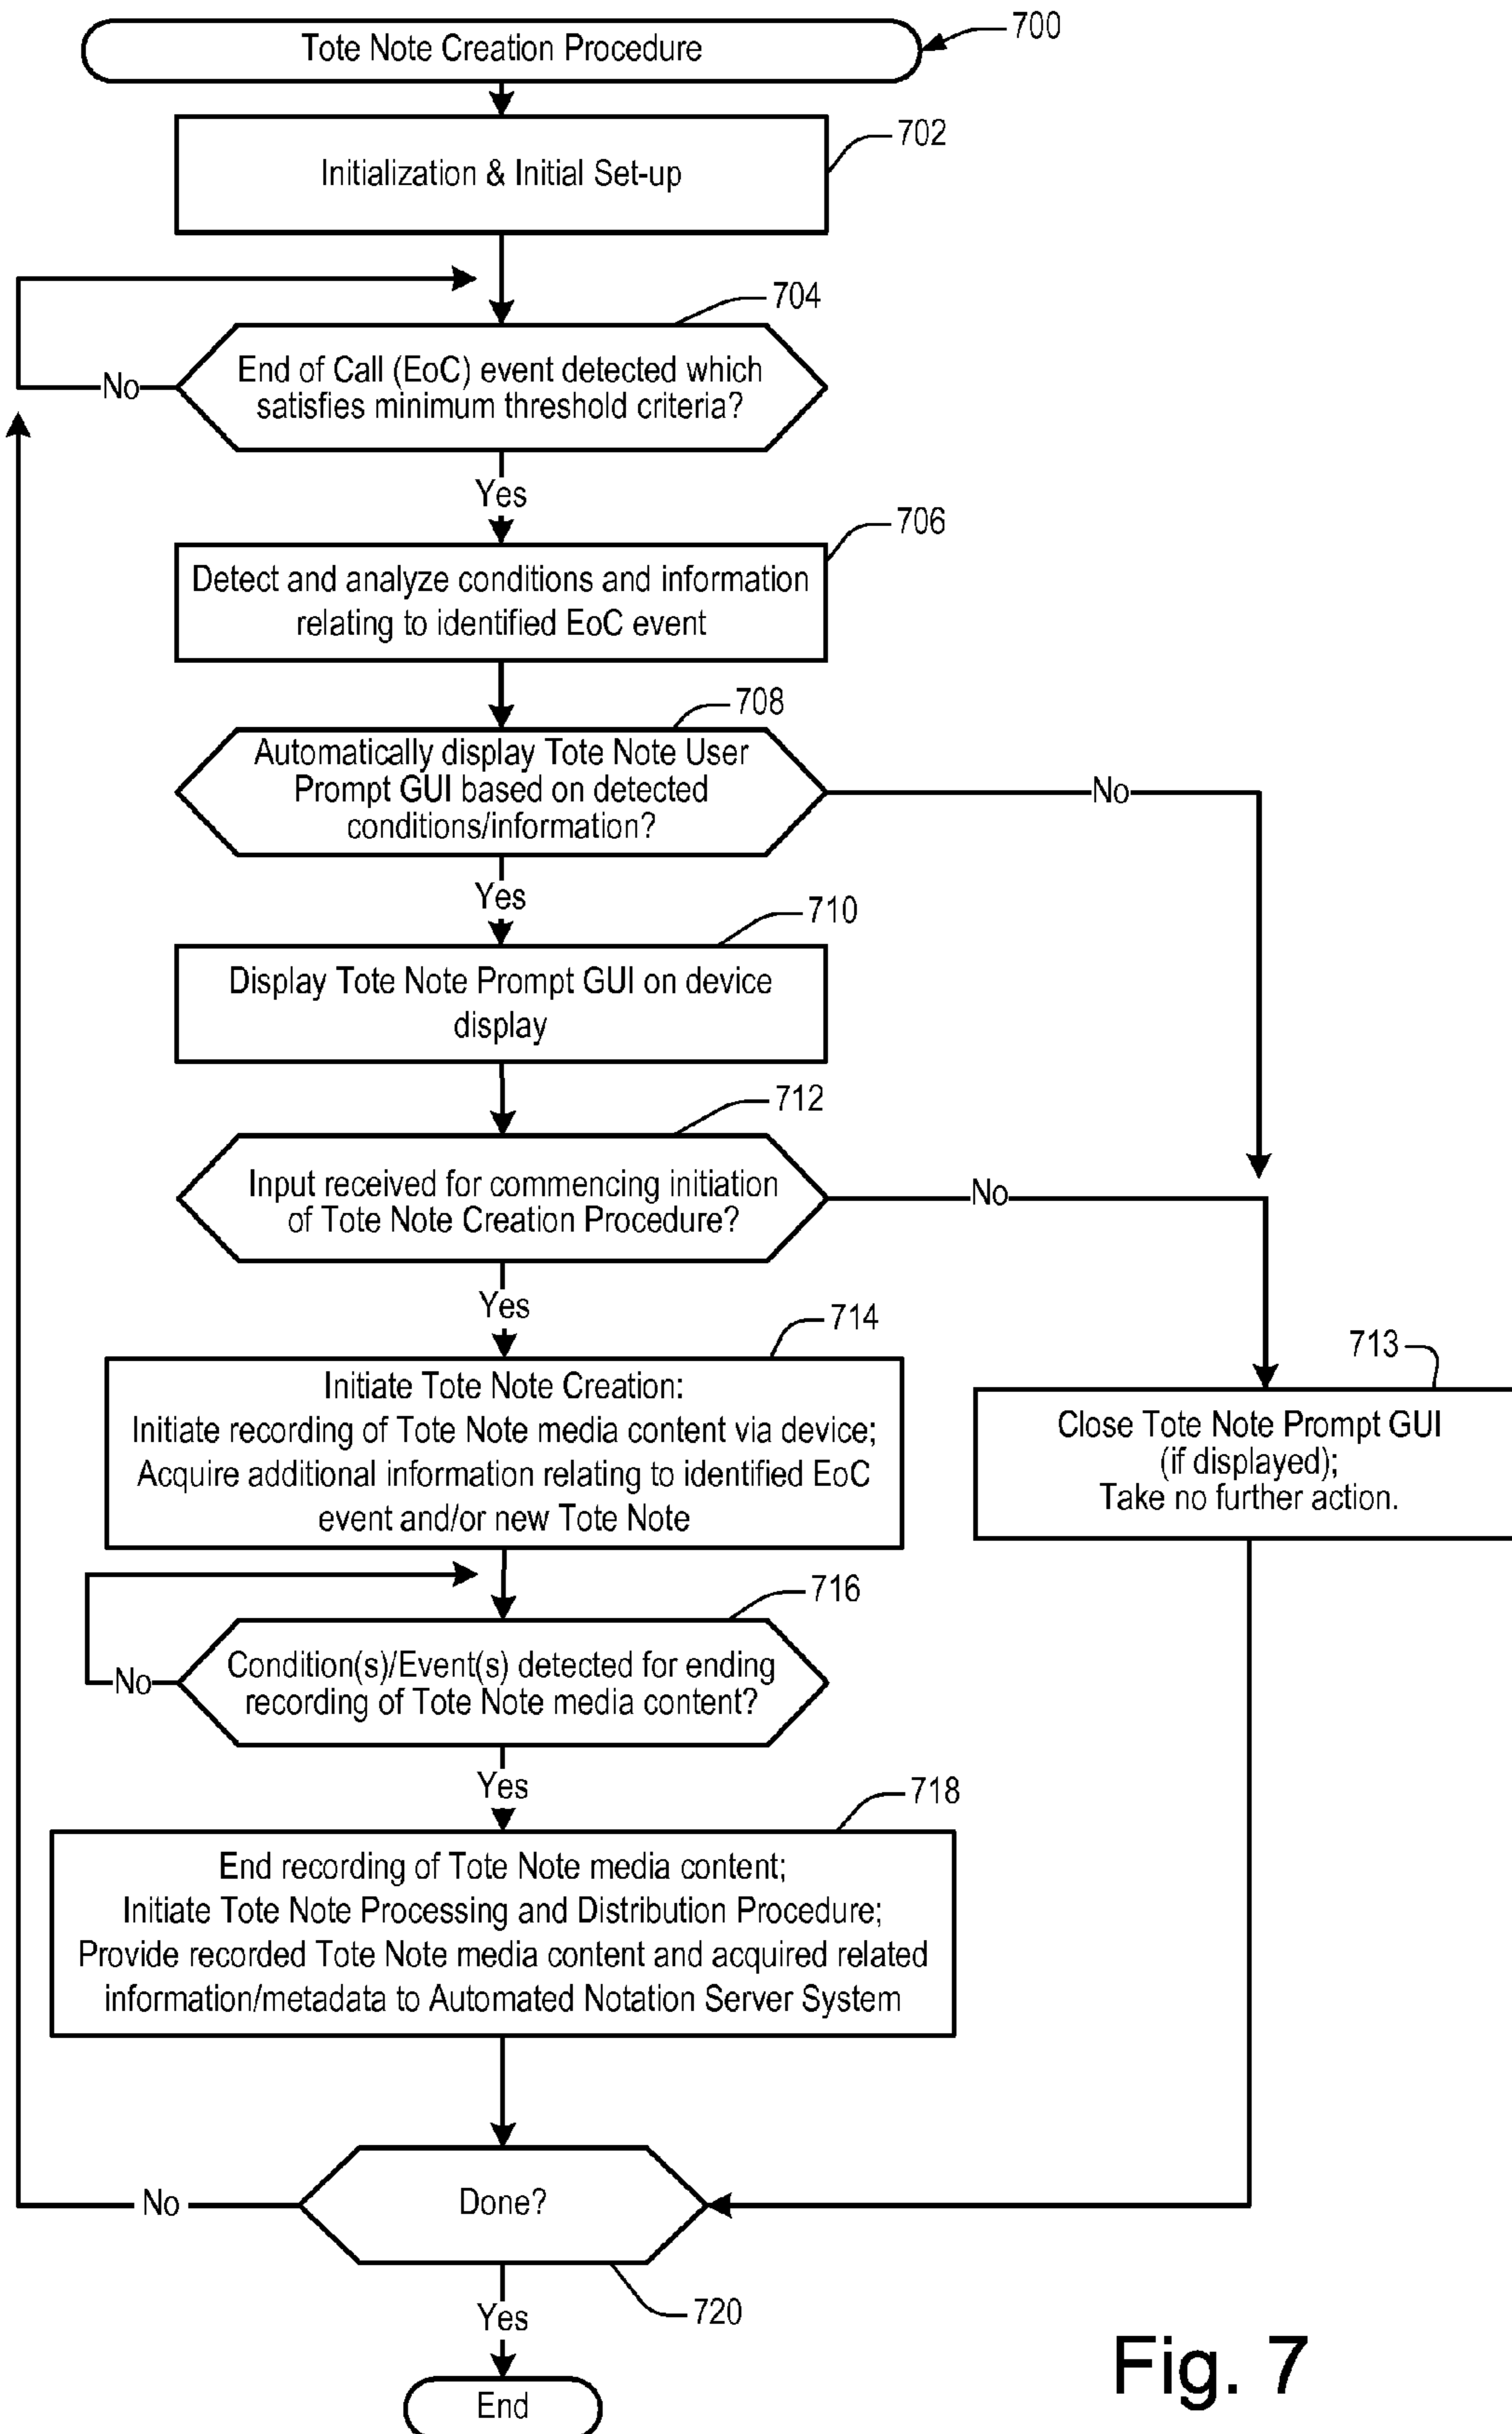 Tote Note Creation Procedure
700
Initialization & Initial Set-up
702
704
End of Call (EoC) event detected which
satisfies minimum threshold criteria?
No
Yes
706
Detect and analyze conditions and information
relating to identified EoC event
708
Automatically display Tote Note User
Prompt GUI based on detected
conditions/information?
No
Yes
710
Display Tote Note Prompt GUI on device
display
712
Input received for commencing initiation
of Tote Note Creation Procedure?
No
Yes
714
Initiate Tote Note Creation:
Initiate recording of Tote Note media content via device;
Acquire additional information relating to identified EoC
event and/or new Tote Note
713
Close Tote Note Prompt GUI
(if displayed);
Take no further action.
716
Condition(s)/Event(s) detected for ending
recording of Tote Note media content?
No
Yes
718
End recording of Tote Note media content;
Initiate Tote Note Processing and Distribution Procedure;
Provide recorded Tote Note media content and acquired related
information/metadata to Automated Notation Server System
Done?
No
720
Yes
End
Fig. 7